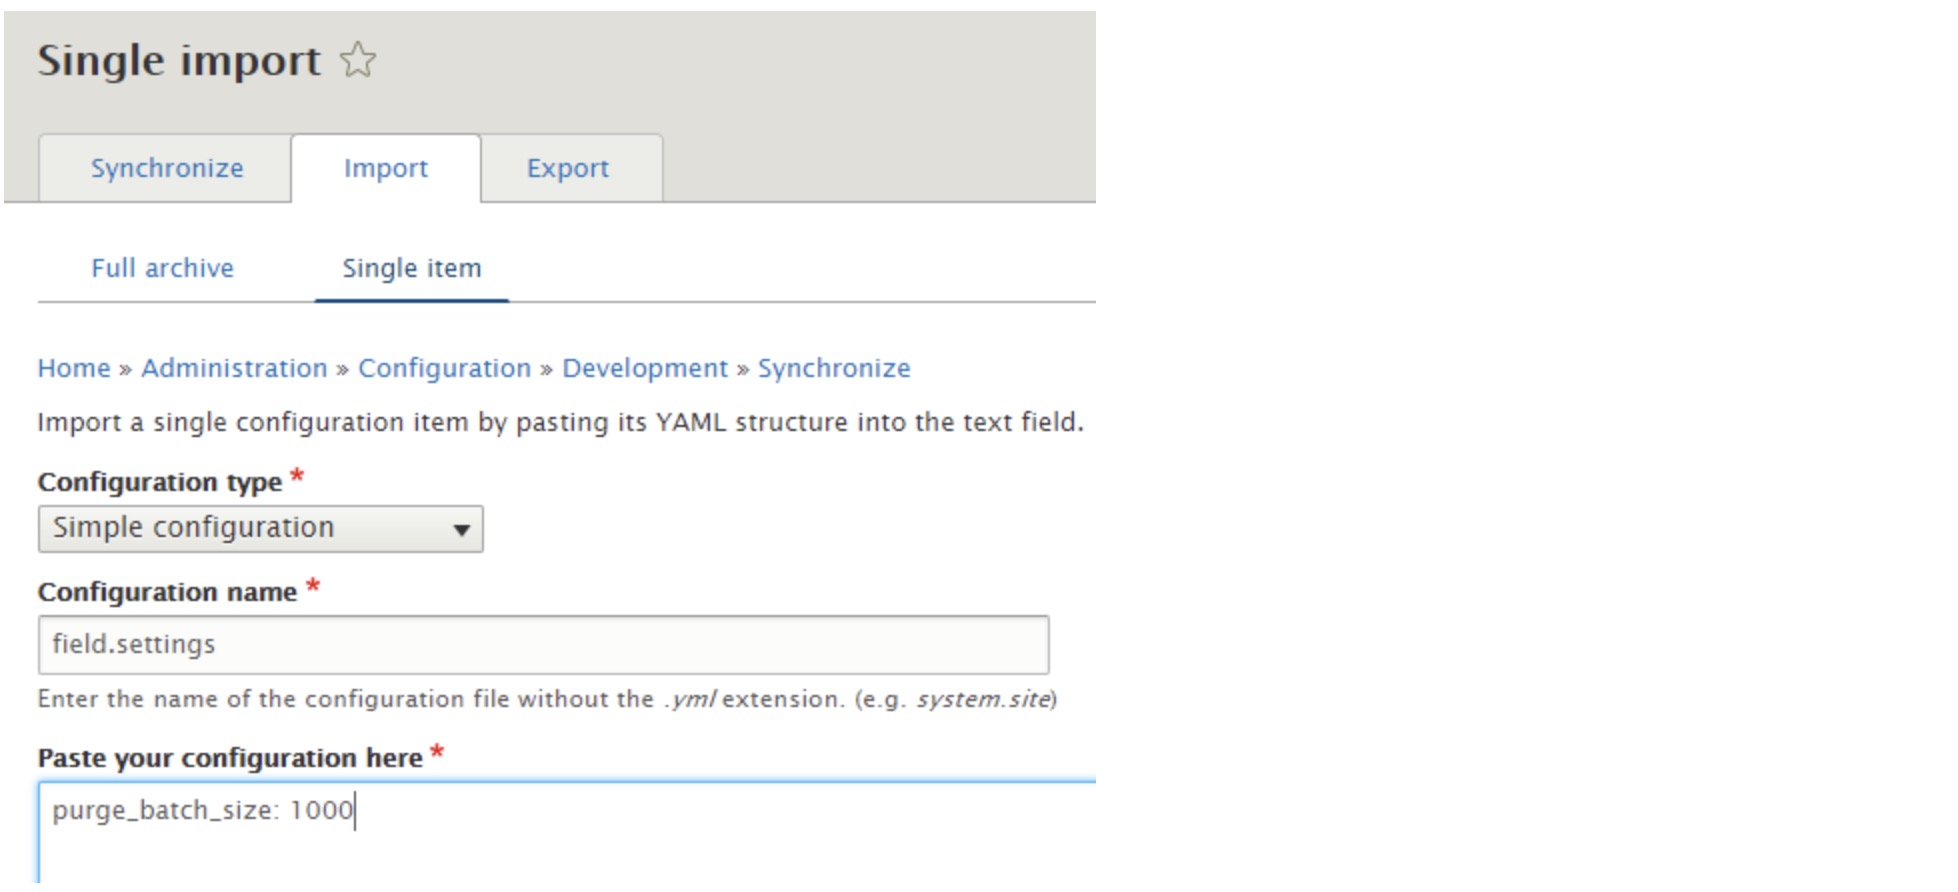 Single import
Synchronize Import Export
Full archive Single item
Home » Administration » Configuration » Development » Synchronize
Import a single configuration item by pasting its YAML structure into the text field.
Configuration type *
Simple configuration
Configuration name *
field.settings
Enter the name of the configuration file without the .yml extension. (e.g. system.site)
Paste your configuration here *
purge_batch_size: 1000